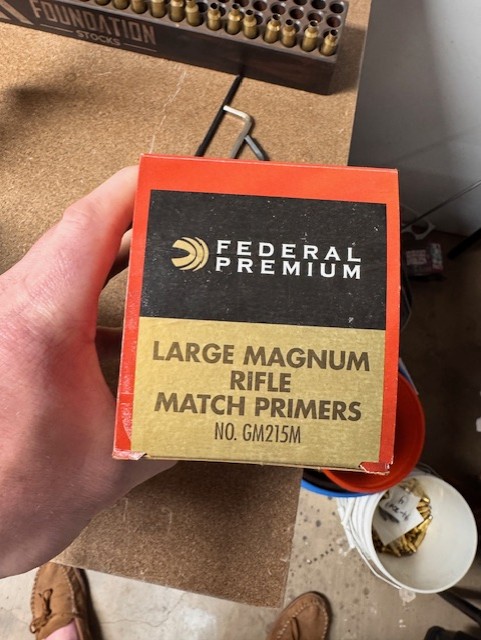 FOUNDATION
STOCKS
FEDERAL
PREMIUM
LARGE MAGNUM
RIFLE
MATCH PRIMERS
NO. GM215M